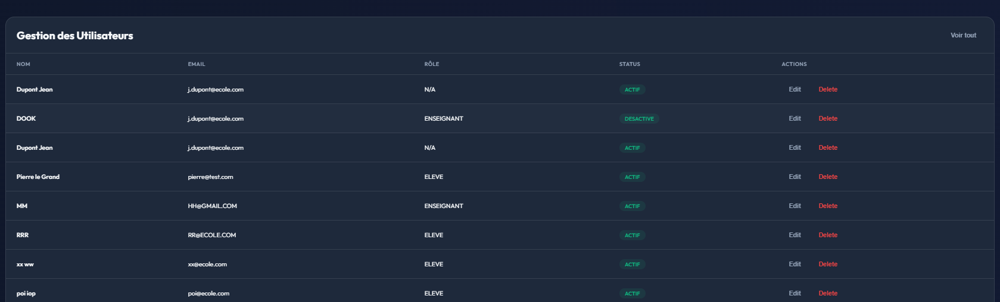 Gestion des Utilisateurs Voir tout
NOM EMAIL RÔLE STATUS ACTIONS
Dupont Jean j.dupont@ecole.com N/A ACTIF Edit Delete
DOOK j.dupont@ecole.com ENSEIGNANT DESACTIVE Edit Delete
Dupont Jean j.dupont@ecole.com N/A ACTIF Edit Delete
Pierre le Grand pierre@test.com ELEVE ACTIF Edit Delete
MM HH@GMAIL.COM ENSEIGNANT ACTIF Edit Delete
RRR RR@ECOLE.COM ELEVE ACTIF Edit Delete
xx ww xx@ecole.com ELEVE ACTIF Edit Delete
poi iop poi@ecole.com ELEVE ACTIF Edit Delete